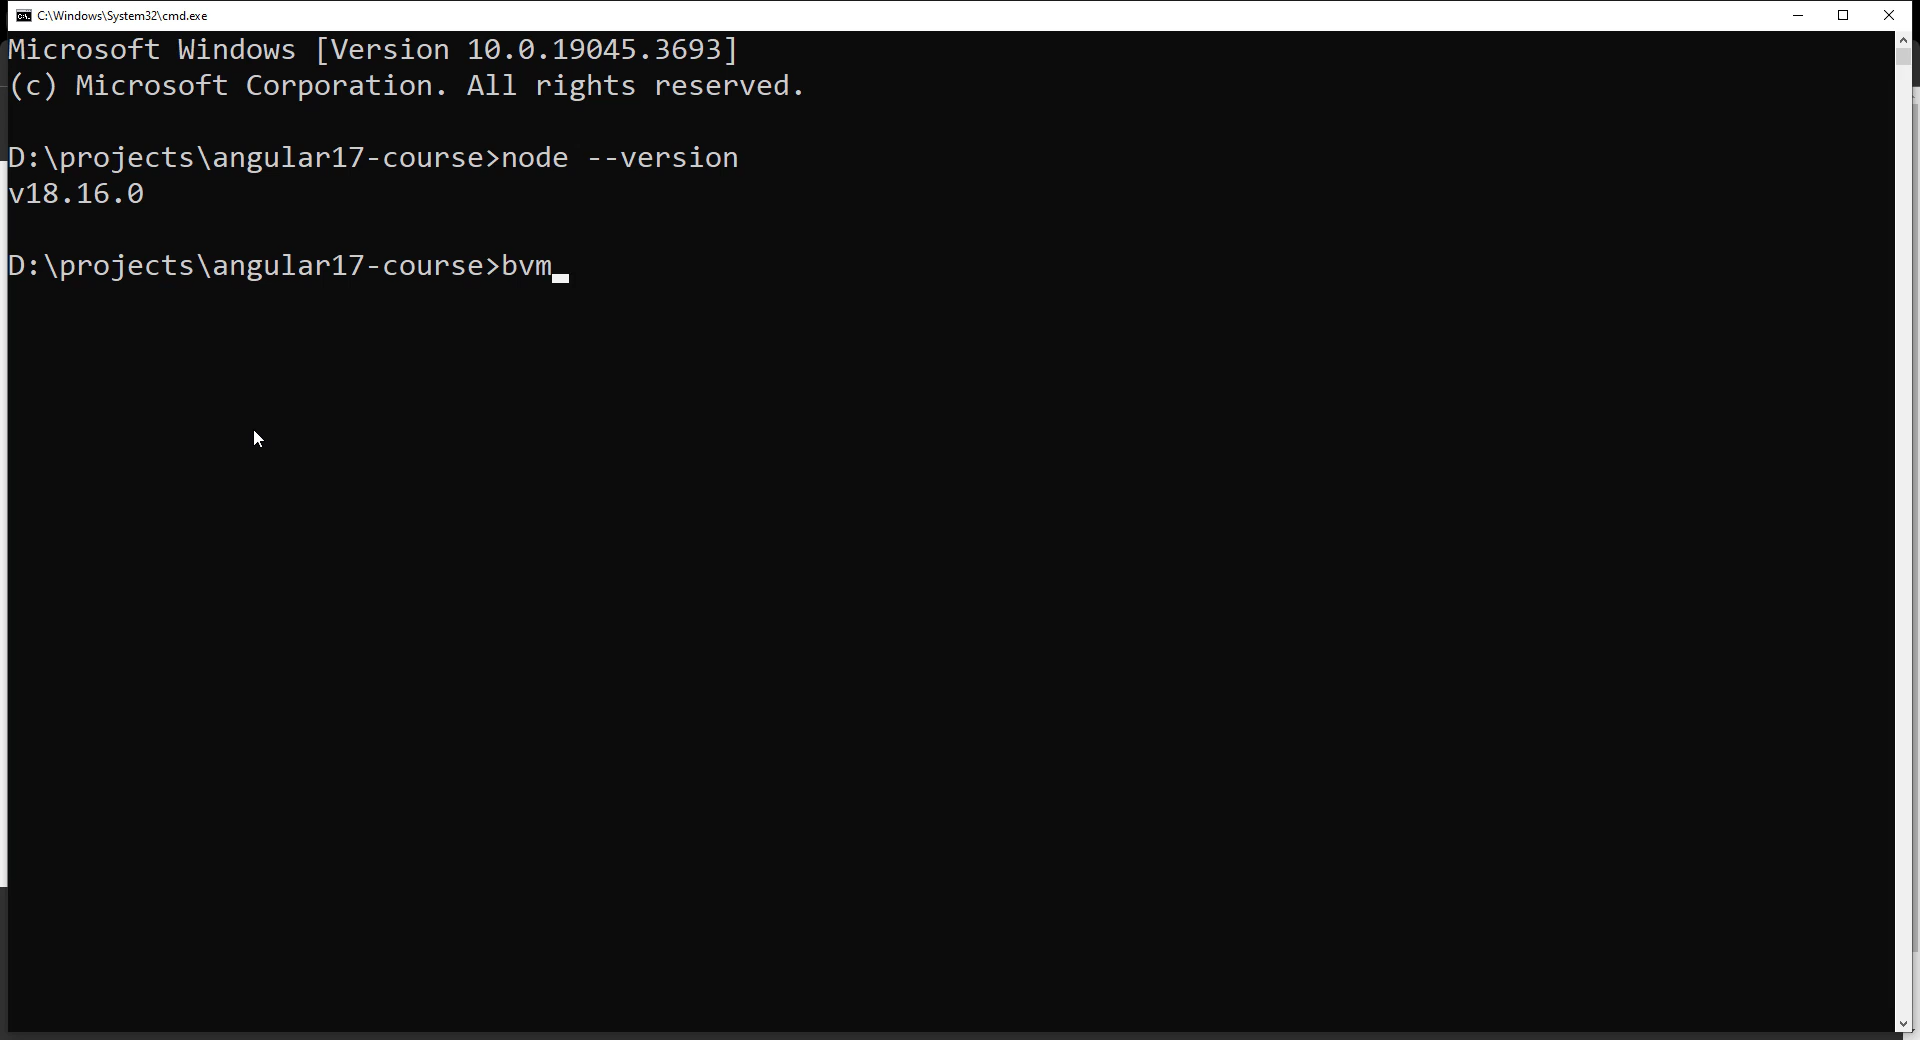 C:\Windows\System32\cmd.exe
Microsoft Windows [Version 10.0.19045.3693]
(c) Microsoft Corporation. All rights reserved.
D:\projects\angular17-course>node --version
v18.16.0
D:\projects\angular17-course>bvm